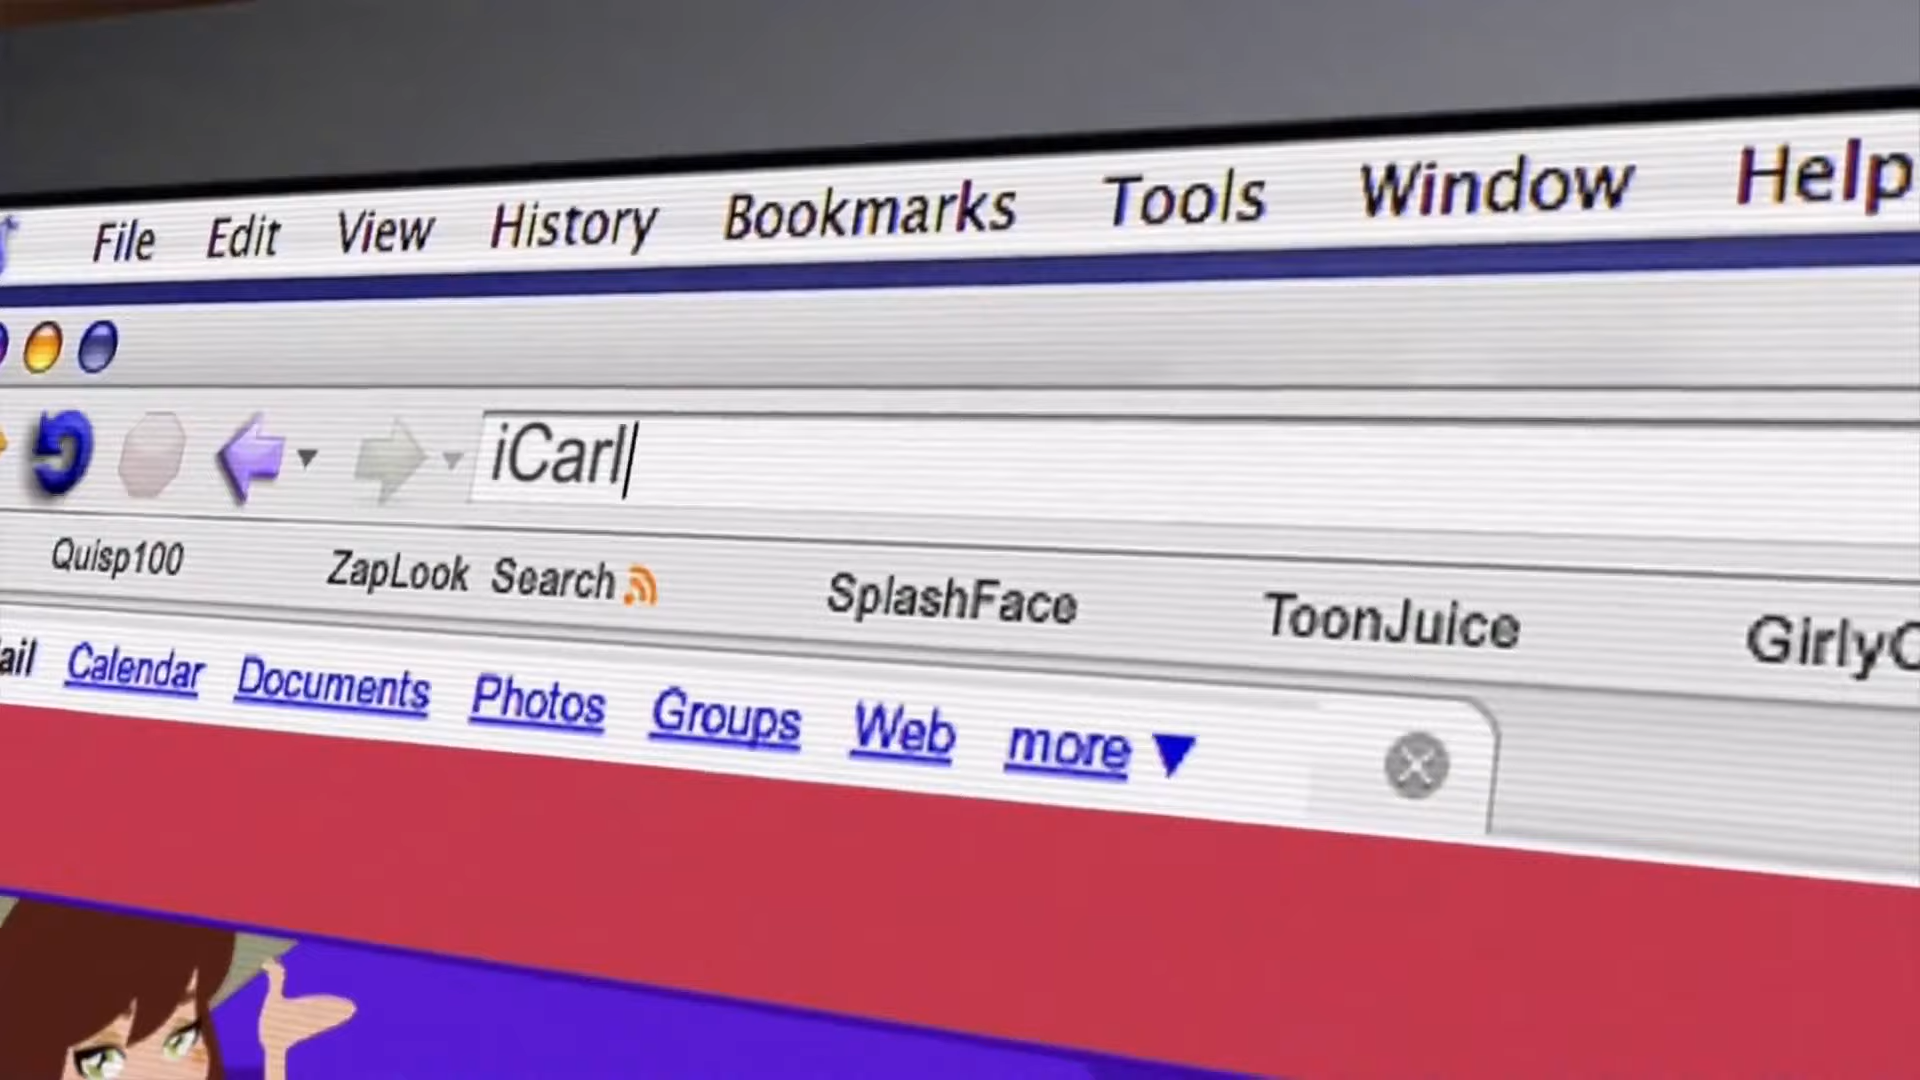 File Edit View History Bookmarks Tools Window Help
iCarl
Quisp100 ZapLook Search SplashFace ToonJuice
Calendar Documents Photos Groups Web more